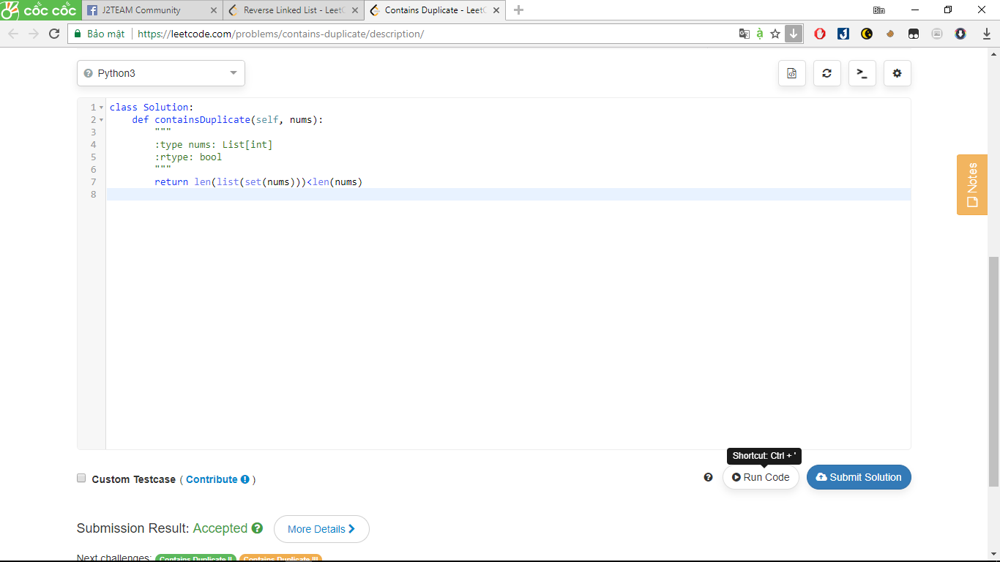 cốc cốc
J2TEAM Community
Reverse Linked List - Leet
Contains Duplicate - Leet
Bin
Bảo mật
https://leetcode.com/problems/contains-duplicate/description/
Python3
1 class Solution:
2 def containsDuplicate(self, nums):
3 """
4 :type nums: List[int]
5 :rtype: bool
6 """
7 return len(list(set(nums)))<len(nums)
8
Notes
Shortcut: Ctrl + '
Custom Testcase ( Contribute )
Run Code
Submit Solution
Submission Result: Accepted
More Details
Next challenges: Contains Duplicate II Contains Duplicate III